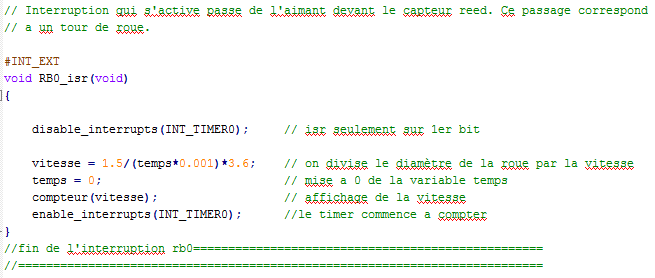 // Interruption qui s'active passe de l'aimant devant le capteur reed. Ce passage correspond
// a un tour de roue.
#INT_EXT
void RB0_isr(void)
{
disable_interrupts(INT_TIMER0); // isr seulement sur 1er bit
vitesse = 1.5/(temps*0.001)*3.6; // on divise le diamètre de la roue par la vitesse
temps = 0; // mise a 0 de la variable temps
compteur(vitesse); // affichage de la vitesse
enable_interrupts(INT_TIMER0); //le timer commence a compter
}
//fin de l'interruption rb0==================================================
//===========================================================================